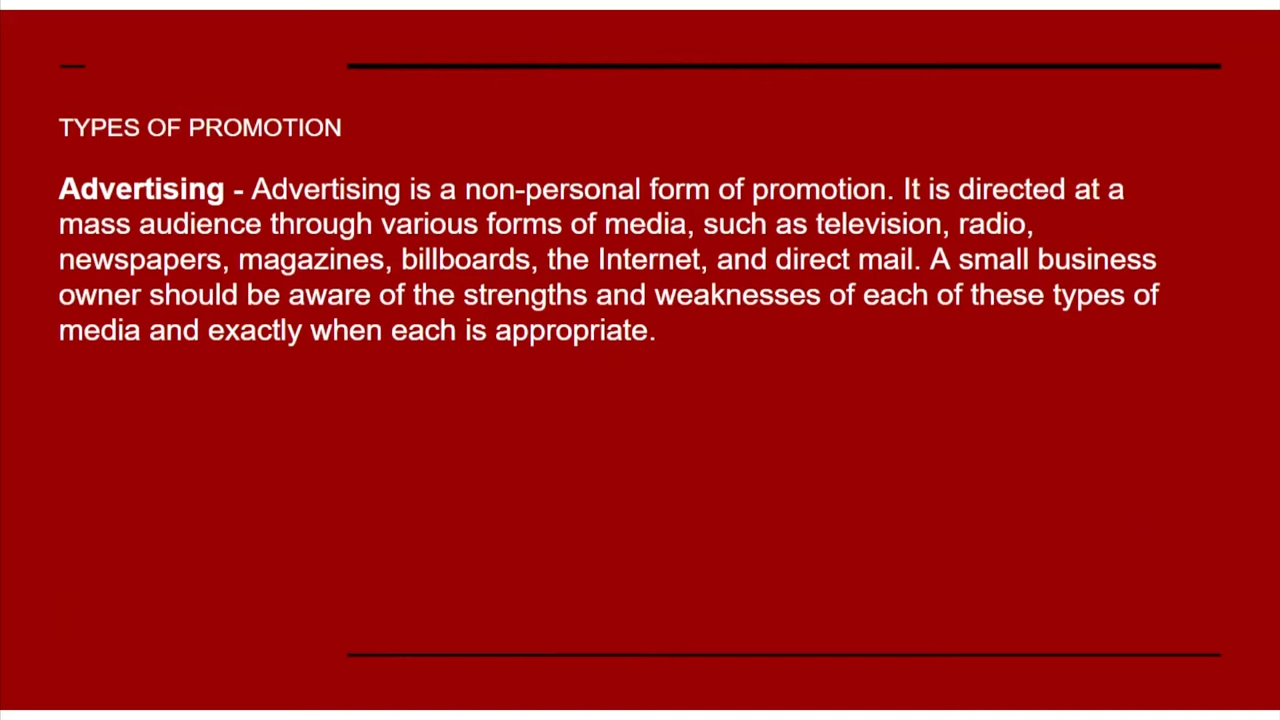 TYPES OF PROMOTION
Advertising - Advertising is a non-personal form of promotion. It is directed at a
mass audience through various forms of media, such as television, radio,
newspapers, magazines, billboards, the Internet, and direct mail. A small business
owner should be aware of the strengths and weaknesses of each of these types of
media and exactly when each is appropriate.